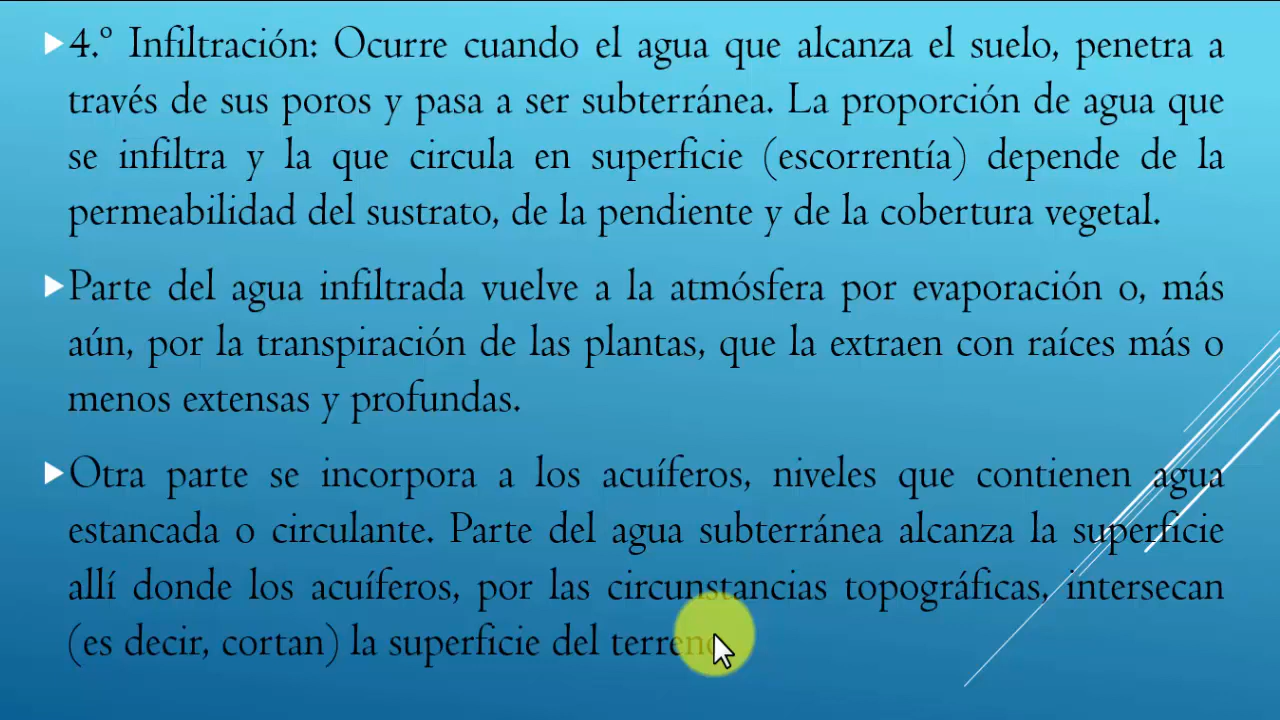 4.º Infiltración: Ocurre cuando el agua que alcanza el suelo, penetra a
través de sus poros y pasa a ser subterránea. La proporción de agua que
se infiltra y la que circula en superficie (escorrentía) depende de la
permeabilidad del sustrato, de la pendiente y de la cobertura vegetal.
Parte del agua infiltrada vuelve a la atmósfera por evaporación o, más
aún, por la transpiración de las plantas, que la extraen con raíces más o
menos extensas y profundas.
Otra parte se incorpora a los acuíferos, niveles que contienen agua
estancada o circulante. Parte del agua subterránea alcanza la superficie
allí donde los acuíferos, por las circunstancias topográficas, intersecan
(es decir, cortan) la superficie del terreno